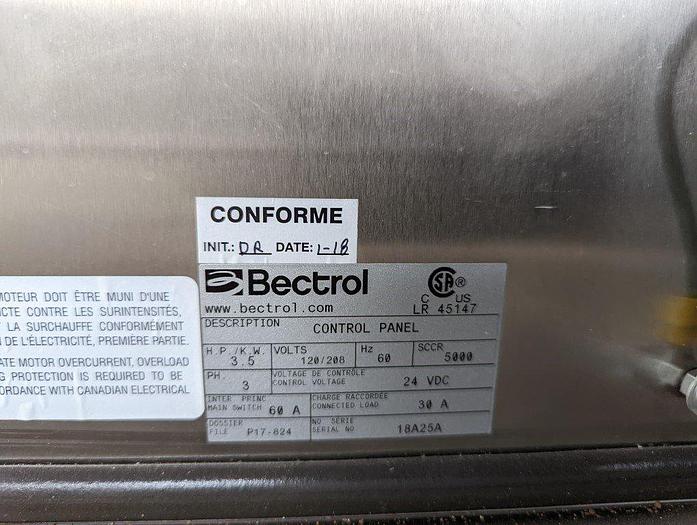 CONFORME
INIT.: DR DATE: 1-18
Bectrol
www.bectrol.com
CSA ®
C US
LR 45147
DESCRIPTION CONTROL PANEL
H.P./K.W. 3.5 VOLTS 120/208 Hz 60 SCCR 5000
PH. 3 VOLTAGE DE CONTRÔLE CONTROL VOLTAGE 24 VDC
INTER PRINC MAIN SWITCH 60 A CHARGE RACCORDÉE CONNECTED LOAD 30 A
DOSSIER FILE P17-824 NO SÉRIE SERIAL NO 18A25A
MOTEUR DOIT ÊTRE MUNI D'UNE
CTE CONTRE LES SURINTENSITÉS,
LA SURCHAUFFE CONFORMÉMENT
DE L'ÉLECTRICITÉ, PREMIÈRE PARTIE.
ATE MOTOR OVERCURRENT, OVERLOAD
G PROTECTION IS REQUIRED TO BE
ORDANCE WITH CANADIAN ELECTRICAL